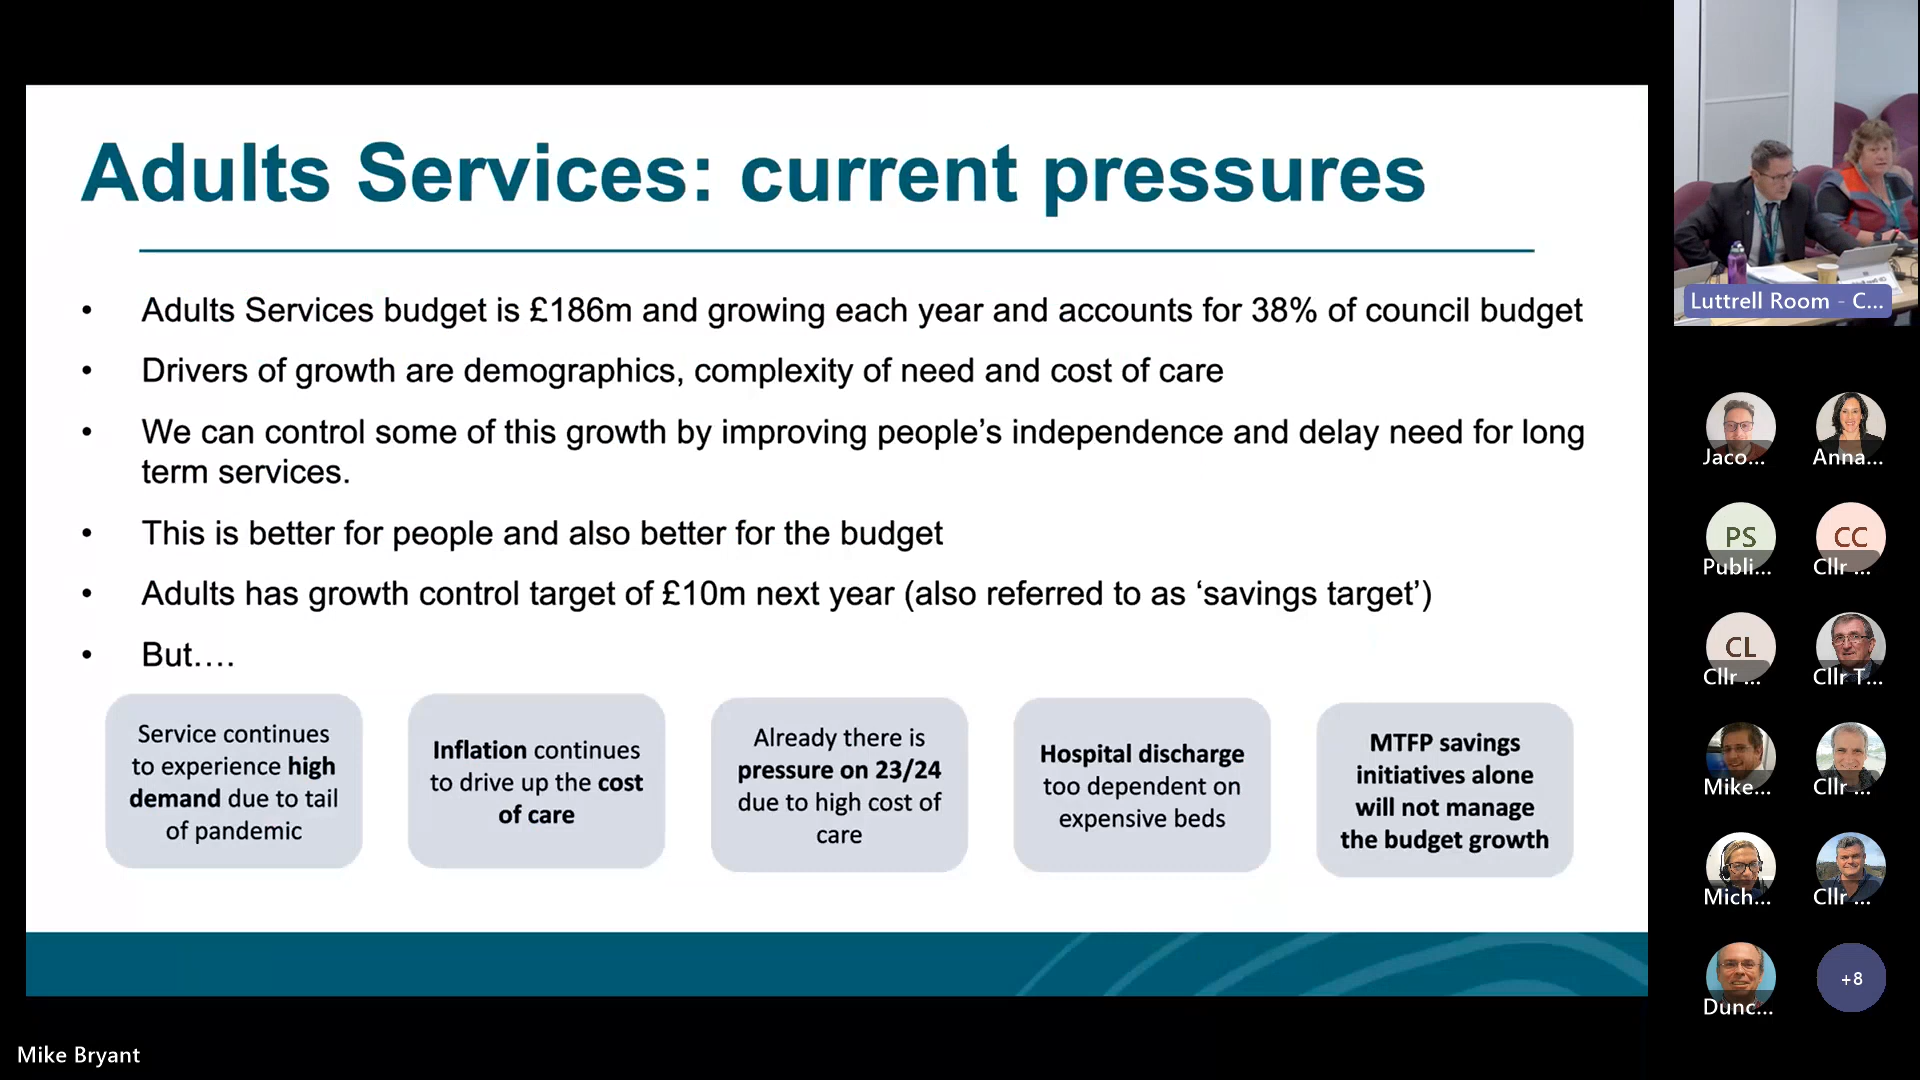 Adults Services: current pressures
• Adults Services budget is £186m and growing each year and accounts for 38% of council budget
• Drivers of growth are demographics, complexity of need and cost of care
• We can control some of this growth by improving people’s independence and delay need for long
term services.
• This is better for people and also better for the budget
• Adults has growth control target of £10m next year (also referred to as ‘savings target’)
• But….
Service continues
to experience high
demand due to tail
of pandemic
Inflation continues
to drive up the cost
of care
Already there is
pressure on 23/24
due to high cost of
care
Hospital discharge
too dependent on
expensive beds
MTFP savings
initiatives alone
will not manage
the budget growth
Mike Bryant
Luttrell Room - C...
Jaco...
Anna...
PS
Publi...
CC
Cllr ...
CL
Cllr ...
Cllr T...
Mike...
Cllr ...
Mich...
Cllr ...
Dunc...
+8